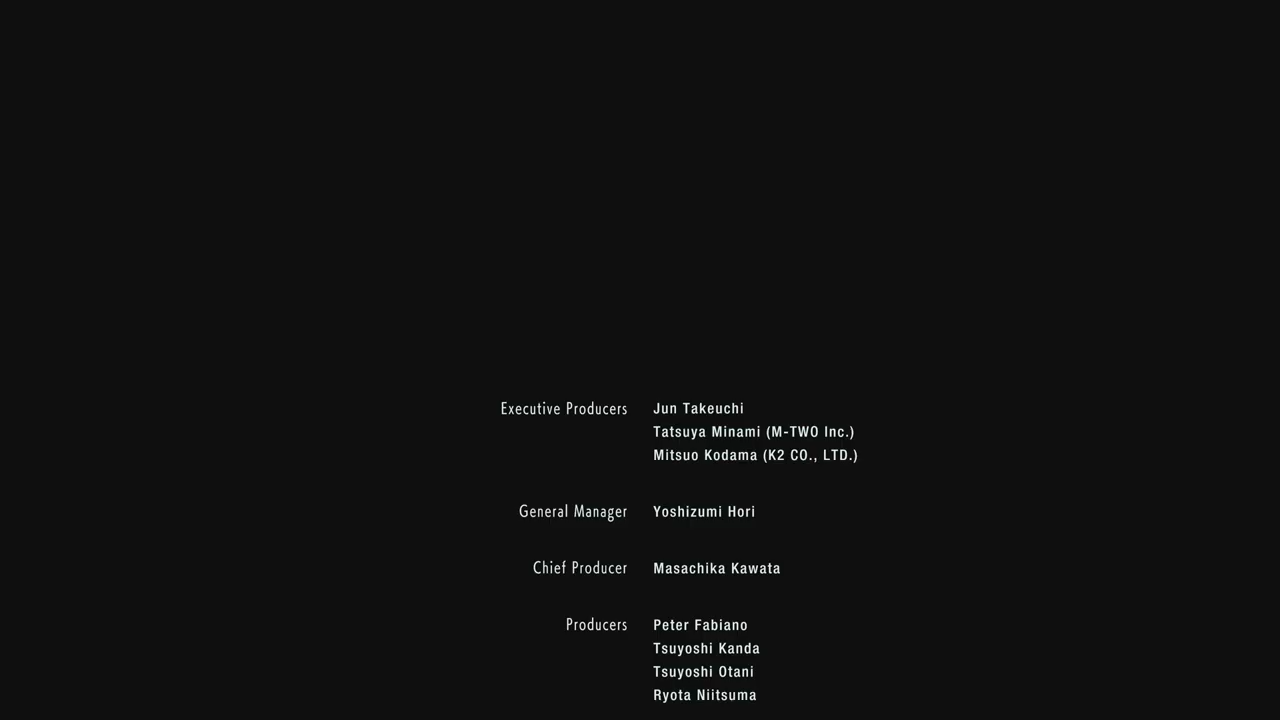 Executive Producers Jun Takeuchi
Tatsuya Minami (M-TWO Inc.)
Mitsuo Kodama (K2 CO., LTD.)
General Manager Yoshizumi Hori
Chief Producer Masachika Kawata
Producers Peter Fabiano
Tsuyoshi Kanda
Tsuyoshi Otani
Ryota Niitsuma